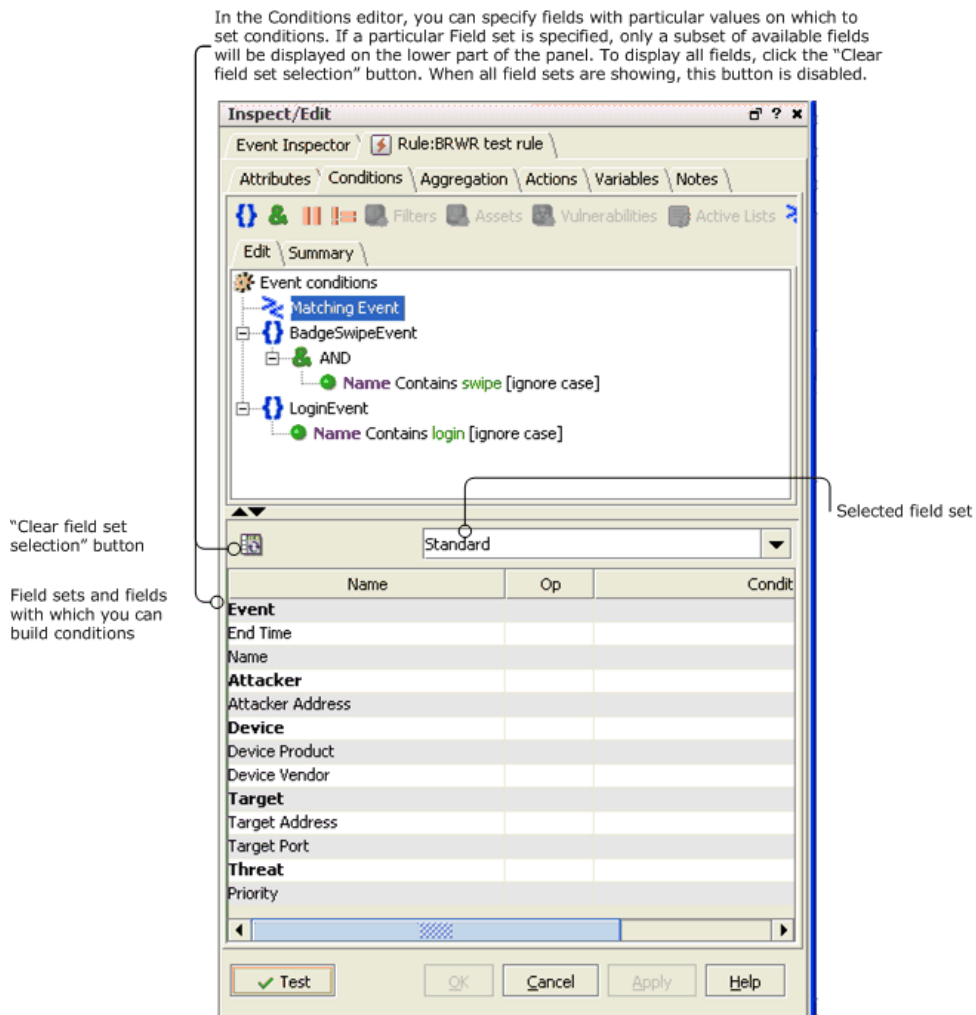 In the Conditions editor, you can specify fields with particular values on which to
set conditions. If a particular Field set is specified, only a subset of available fields
will be displayed on the lower part of the panel. To display all fields, click the “Clear
field set selection” button. When all field sets are showing, this button is disabled.
Inspect/Edit
Event Inspector Rule:BRWR test rule
Attributes Conditions Aggregation Actions Variables Notes
Filters Assets Vulnerabilities Active Lists
Edit Summary
Event conditions
Matching Event
BadgeSwipeEvent
AND
Name Contains swipe [ignore case]
LoginEvent
Name Contains login [ignore case]
Selected field set
“Clear field set
selection” button
Standard
Field sets and fields
with which you can
build conditions
Name Op Condit
Event
End Time
Name
Attacker
Attacker Address
Device
Device Product
Device Vendor
Target
Target Address
Target Port
Threat
Priority
Test OK Cancel Apply Help